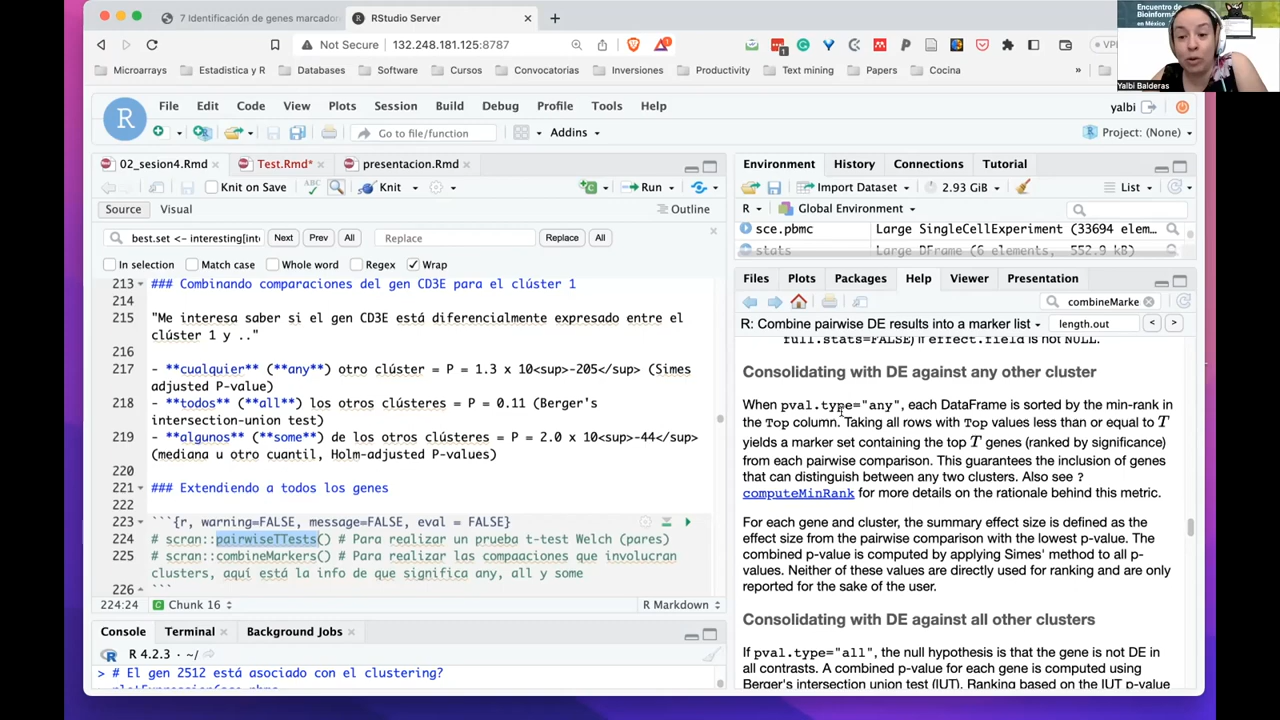 7 Identificación de genes marcador
RStudio Server
Not Secure
132.248.181.125:8787
Microarrays
Estadistica y R
Databases
Software
Cursos
Convocatorias
Inversiones
Productivity
Text mining
Papers
Cocina
Encuentro de
Bioinformát
en México
Yalbi Balderas
File Edit Code View Plots Session Build Debug Profile Tools Help
yalbi
Go to file/function
Addins
Project: (None)
02_sesion4.Rmd
Test.Rmd*
presentacion.Rmd
Knit on Save
Knit
Run
Source
Visual
Outline
best.set <- interesting[inte
Next
Prev
All
Replace
Replace
All
In selection
Match case
Whole word
Regex
Wrap
213 ### Combinando comparaciones del gen CD3E para el clúster 1
214
215 "Me interesa saber si el gen CD3E está diferencialmente expresado entre el
clúster 1 y .."
216
217 - **cualquier** (**any**) otro clúster = P = 1.3 x 10<sup>-205</sup> (Simes
adjusted P-value)
218 - **todos** (**all**) los otros clústeres = P = 0.11 (Berger's
intersection-union test)
219 - **algunos** (**some**) de los otros clústeres = P = 2.0 x 10<sup>-44</sup>
(mediana u otro cuantil, Holm-adjusted P-values)
220
221 ### Extendiendo a todos los genes
222
223 ```{r, warning=FALSE, message=FALSE, eval = FALSE}
224 # scran::pairwiseTTests() # Para realizar un prueba t-test Welch (pares)
225 # scran::combineMarkers() # Para realizar las compaaciones que involucran
clusters, aquí está la info de que significa any, all y some
226 ```
224:24
Chunk 16
R Markdown
Console
Terminal
Background Jobs
R 4.2.3 · ~/
> # El gen 2512 está asociado con el clustering?
Environment
History
Connections
Tutorial
Import Dataset
2.93 GiB
List
R
Global Environment
sce.pbmc Large SingleCellExperiment (33694 elem…
stats Large DFrame (6 elements, 552.9 kB)
Files
Plots
Packages
Help
Viewer
Presentation
combineMarke
R: Combine pairwise DE results into a marker list
length.out
full.stats=FALSE) if effect.field is not NULL.
Consolidating with DE against any other cluster
When pval.type="any", each DataFrame is sorted by the min-rank in
the Top column. Taking all rows with Top values less than or equal to T
yields a marker set containing the top T genes (ranked by significance)
from each pairwise comparison. This guarantees the inclusion of genes
that can distinguish between any two clusters. Also see ?
computeMinRank for more details on the rationale behind this metric.
For each gene and cluster, the summary effect size is defined as the
effect size from the pairwise comparison with the lowest p-value. The
combined p-value is computed by applying Simes' method to all p-
values. Neither of these values are directly used for ranking and are only
reported for the sake of the user.
Consolidating with DE against all other clusters
If pval.type="all", the null hypothesis is that the gene is not DE in
all contrasts. A combined p-value for each gene is computed using
Berger's intersection union test (IUT). Ranking based on the IUT p-value